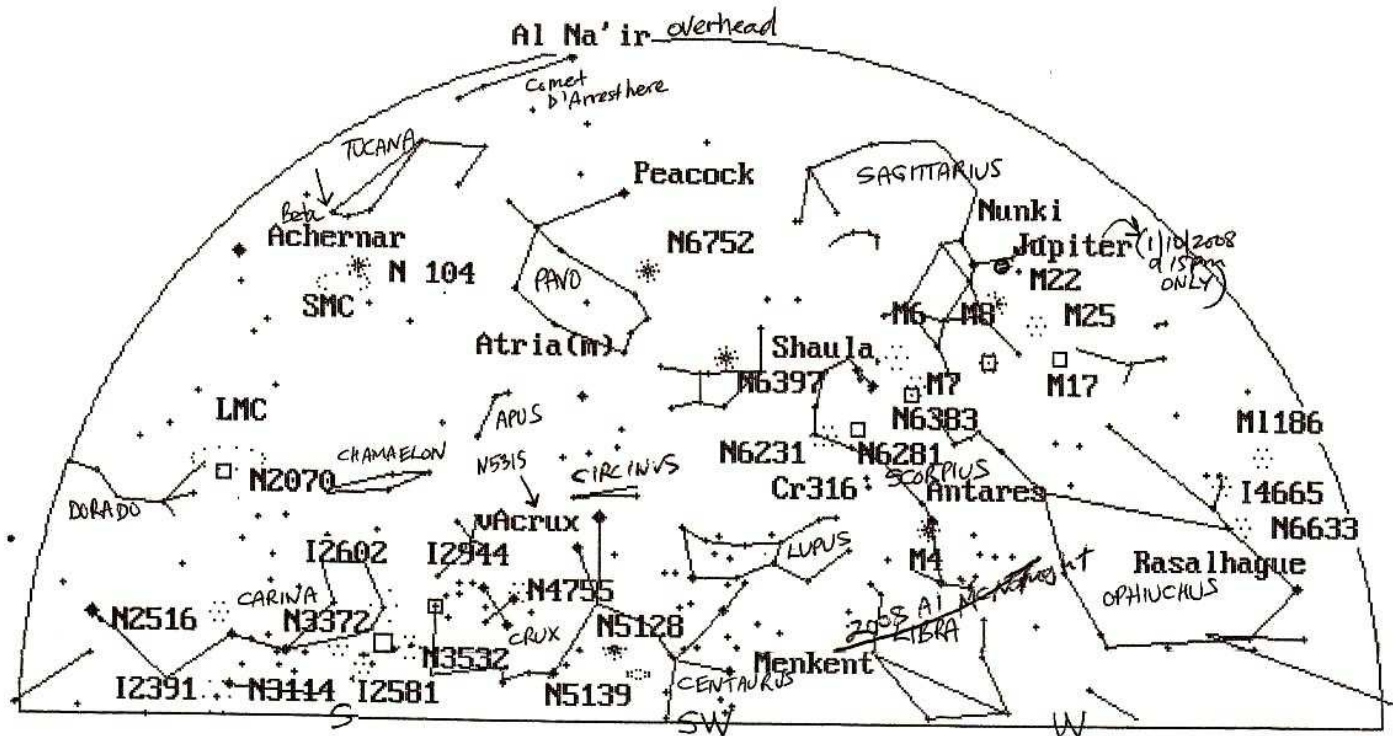 Al Na'ir overhead
Comet
D'Arrest here
TUCANA
Peacock
SAGITTARIUS
Beta
Achernar
Nunki
Jupiter (1/10/2008
9.15pm
ONLY)
N 104
N6752
M22
SMC
PAVO
M6
M8
M25
Atria(m)
Shaula
N6397
M7
M17
LMC
APUS
N6383
M1186
N2070
CHAMAELON
N5315
CIRCINUS
N6231
N6281
SCORPIUS
I4665
DORADO
Cr316
Antares
N6633
vAcrux
I2602
I2944
LUPUS
M4
Rasalhague
CARINA
N4755
OPHIUCHUS
N2516
N3372
CRUX
N5128
2008 A1
LIBRA
N3532
Menkent
CENTAURUS
I2391
N3114
I2581
N5139
S
SW
W